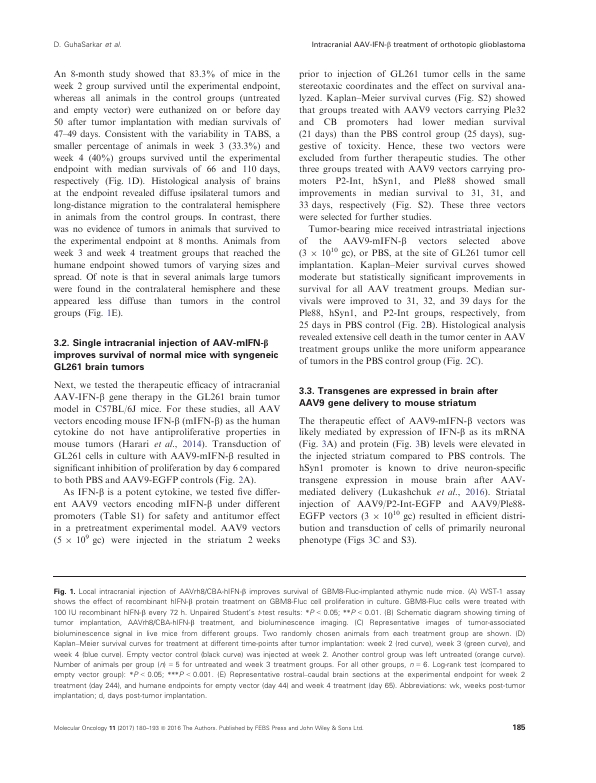 D. GuhaSarkar et al.
Intracranial AAV-IFN-β treatment of orthotopic glioblastoma
An 8-month study showed that 83.3% of mice in the
week 2 group survived until the experimental endpoint,
whereas all animals in the control groups (untreated
and empty vector) were euthanized on or before day
50 after tumor implantation with median survivals of
47–49 days. Consistent with the variability in TABS, a
smaller percentage of animals in week 3 (33.3%) and
week 4 (40%) groups survived until the experimental
endpoint with median survivals of 66 and 110 days,
respectively (Fig. 1D). Histological analysis of brains
at the endpoint revealed diffuse ipsilateral tumors and
long-distance migration to the contralateral hemisphere
in animals from the control groups. In contrast, there
was no evidence of tumors in animals that survived to
the experimental endpoint at 8 months. Animals from
week 3 and week 4 treatment groups that reached the
humane endpoint showed tumors of varying sizes and
spread. Of note is that in several animals large tumors
were found in the contralateral hemisphere and these
appeared less diffuse than tumors in the control
groups (Fig. 1E).
3.2. Single intracranial injection of AAV-mIFN-β
improves survival of normal mice with syngeneic
GL261 brain tumors
Next, we tested the therapeutic efficacy of intracranial
AAV-IFN-β gene therapy in the GL261 brain tumor
model in C57BL/6J mice. For these studies, all AAV
vectors encoding mouse IFN-β (mIFN-β) as the human
cytokine do not have antiproliferative properties in
mouse tumors (Harari et al., 2014). Transduction of
GL261 cells in culture with AAV9-mIFN-β resulted in
significant inhibition of proliferation by day 6 compared
to both PBS and AAV9-EGFP controls (Fig. 2A).
As IFN-β is a potent cytokine, we tested five differ-
ent AAV9 vectors encoding mIFN-β under different
promoters (Table S1) for safety and antitumor effect
in a pretreatment experimental model. AAV9 vectors
(5 × 10⁹ gc) were injected in the striatum 2 weeks
prior to injection of GL261 tumor cells in the same
stereotaxic coordinates and the effect on survival ana-
lyzed. Kaplan–Meier survival curves (Fig. S2) showed
that groups treated with AAV9 vectors carrying Ple32
and CB promoters had lower median survival
(21 days) than the PBS control group (25 days), sug-
gestive of toxicity. Hence, these two vectors were
excluded from further therapeutic studies. The other
three groups treated with AAV9 vectors carrying pro-
moters P2-Int, hSyn1, and Ple88 showed small
improvements in median survival to 31, 31, and
33 days, respectively (Fig. S2). These three vectors
were selected for further studies.
Tumor-bearing mice received intrastriatal injections
of the AAV9-mIFN-β vectors selected above
(3 × 10¹⁰ gc), or PBS, at the site of GL261 tumor cell
implantation. Kaplan–Meier survival curves showed
moderate but statistically significant improvements in
survival for all AAV treatment groups. Median sur-
vivals were improved to 31, 32, and 39 days for the
Ple88, hSyn1, and P2-Int groups, respectively, from
25 days in PBS control (Fig. 2B). Histological analysis
revealed extensive cell death in the tumor center in AAV
treatment groups unlike the more uniform appearance
of tumors in the PBS control group (Fig. 2C).
3.3. Transgenes are expressed in brain after
AAV9 gene delivery to mouse striatum
The therapeutic effect of AAV9-mIFN-β vectors was
likely mediated by expression of IFN-β as its mRNA
(Fig. 3A) and protein (Fig. 3B) levels were elevated in
the injected striatum compared to PBS controls. The
hSyn1 promoter is known to drive neuron-specific
transgene expression in mouse brain after AAV-
mediated delivery (Lukashchuk et al., 2016). Striatal
injection of AAV9/P2-Int-EGFP and AAV9/Ple88-
EGFP vectors (3 × 10¹⁰ gc) resulted in efficient distri-
bution and transduction of cells of primarily neuronal
phenotype (Figs 3C and S3).
Fig. 1. Local intracranial injection of AAVrh8/CBA-hIFN-β improves survival of GBM8-Fluc-implanted athymic nude mice. (A) WST-1 assay
shows the effect of recombinant hIFN-β protein treatment on GBM8-Fluc cell proliferation in culture. GBM8-Fluc cells were treated with
100 IU recombinant hIFN-β every 72 h. Unpaired Student's t-test results: *P < 0.05; **P < 0.01. (B) Schematic diagram showing timing of
tumor implantation, AAVrh8/CBA-hIFN-β treatment, and bioluminescence imaging. (C) Representative images of tumor-associated
bioluminescence signal in live mice from different groups. Two randomly chosen animals from each treatment group are shown. (D)
Kaplan–Meier survival curves for treatment at different time-points after tumor implantation: week 2 (red curve), week 3 (green curve), and
week 4 (blue curve). Empty vector control (black curve) was injected at week 2. Another control group was left untreated (orange curve).
Number of animals per group (n) = 5 for untreated and week 3 treatment groups. For all other groups, n = 6. Log-rank test (compared to
empty vector group): *P < 0.05; ***P < 0.001. (E) Representative rostral-caudal brain sections at the experimental endpoint for week 2
treatment (day 244), and humane endpoints for empty vector (day 44) and week 4 treatment (day 65). Abbreviations: wk, weeks post-tumor
implantation; d, days post-tumor implantation.
Molecular Oncology 11 (2017) 180–193 © 2016 The Authors. Published by FEBS Press and John Wiley & Sons Ltd.
185